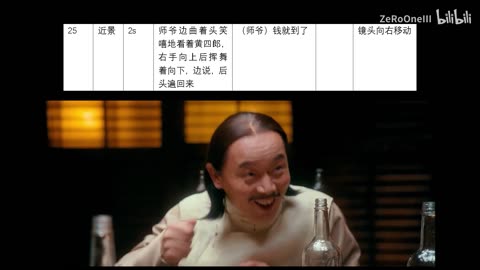 ZeRoOneIII bilibili
25 近景 2s 师爷边曲着头笑 （师爷）钱就到了 镜头向右移动
嘻地看着黄四郎，
右手向上后挥舞
着向下，边说，后
头遍回来